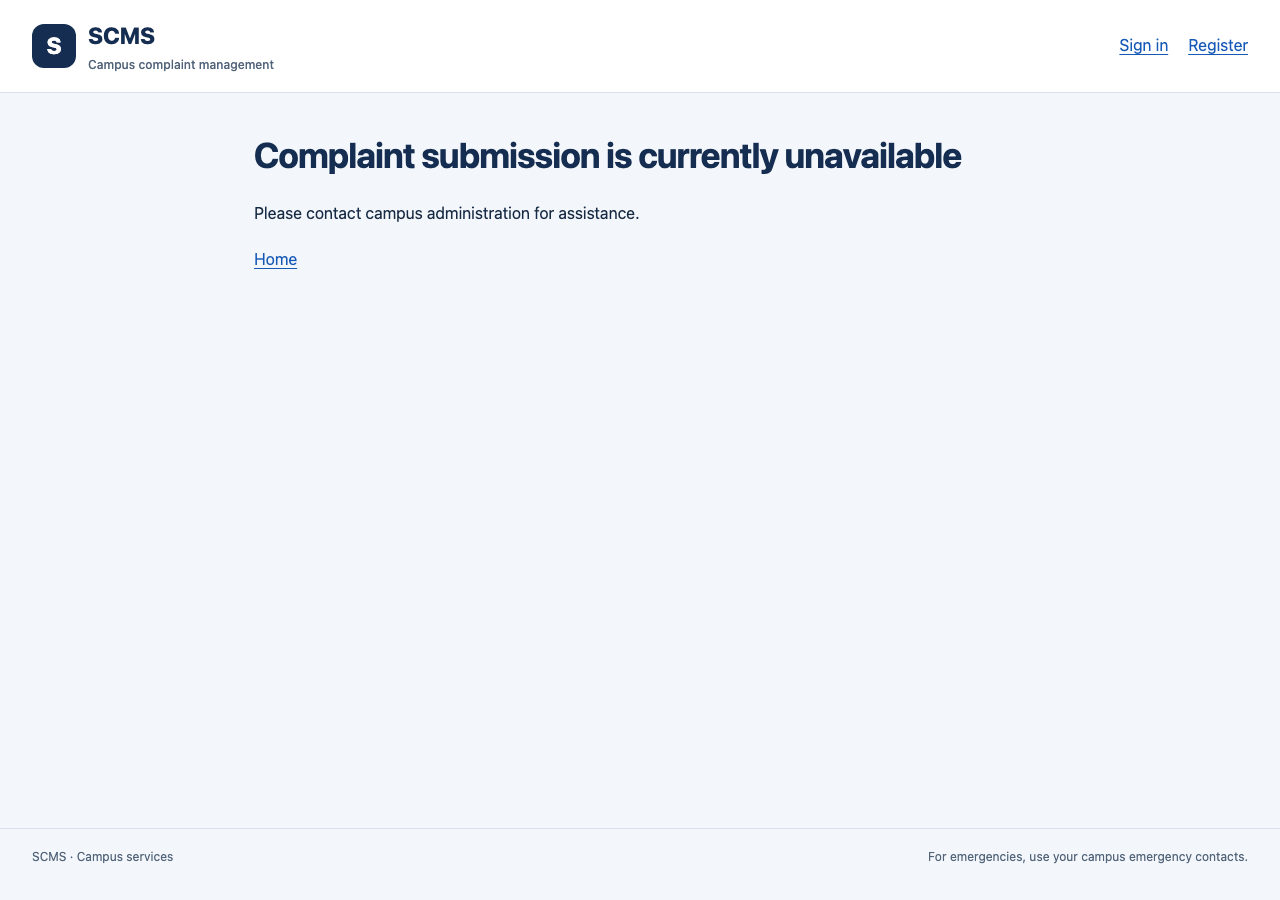 S
SCMS
Campus complaint management
Sign in
Register
Complaint submission is currently unavailable
Please contact campus administration for assistance.
Home
SCMS · Campus services
For emergencies, use your campus emergency contacts.